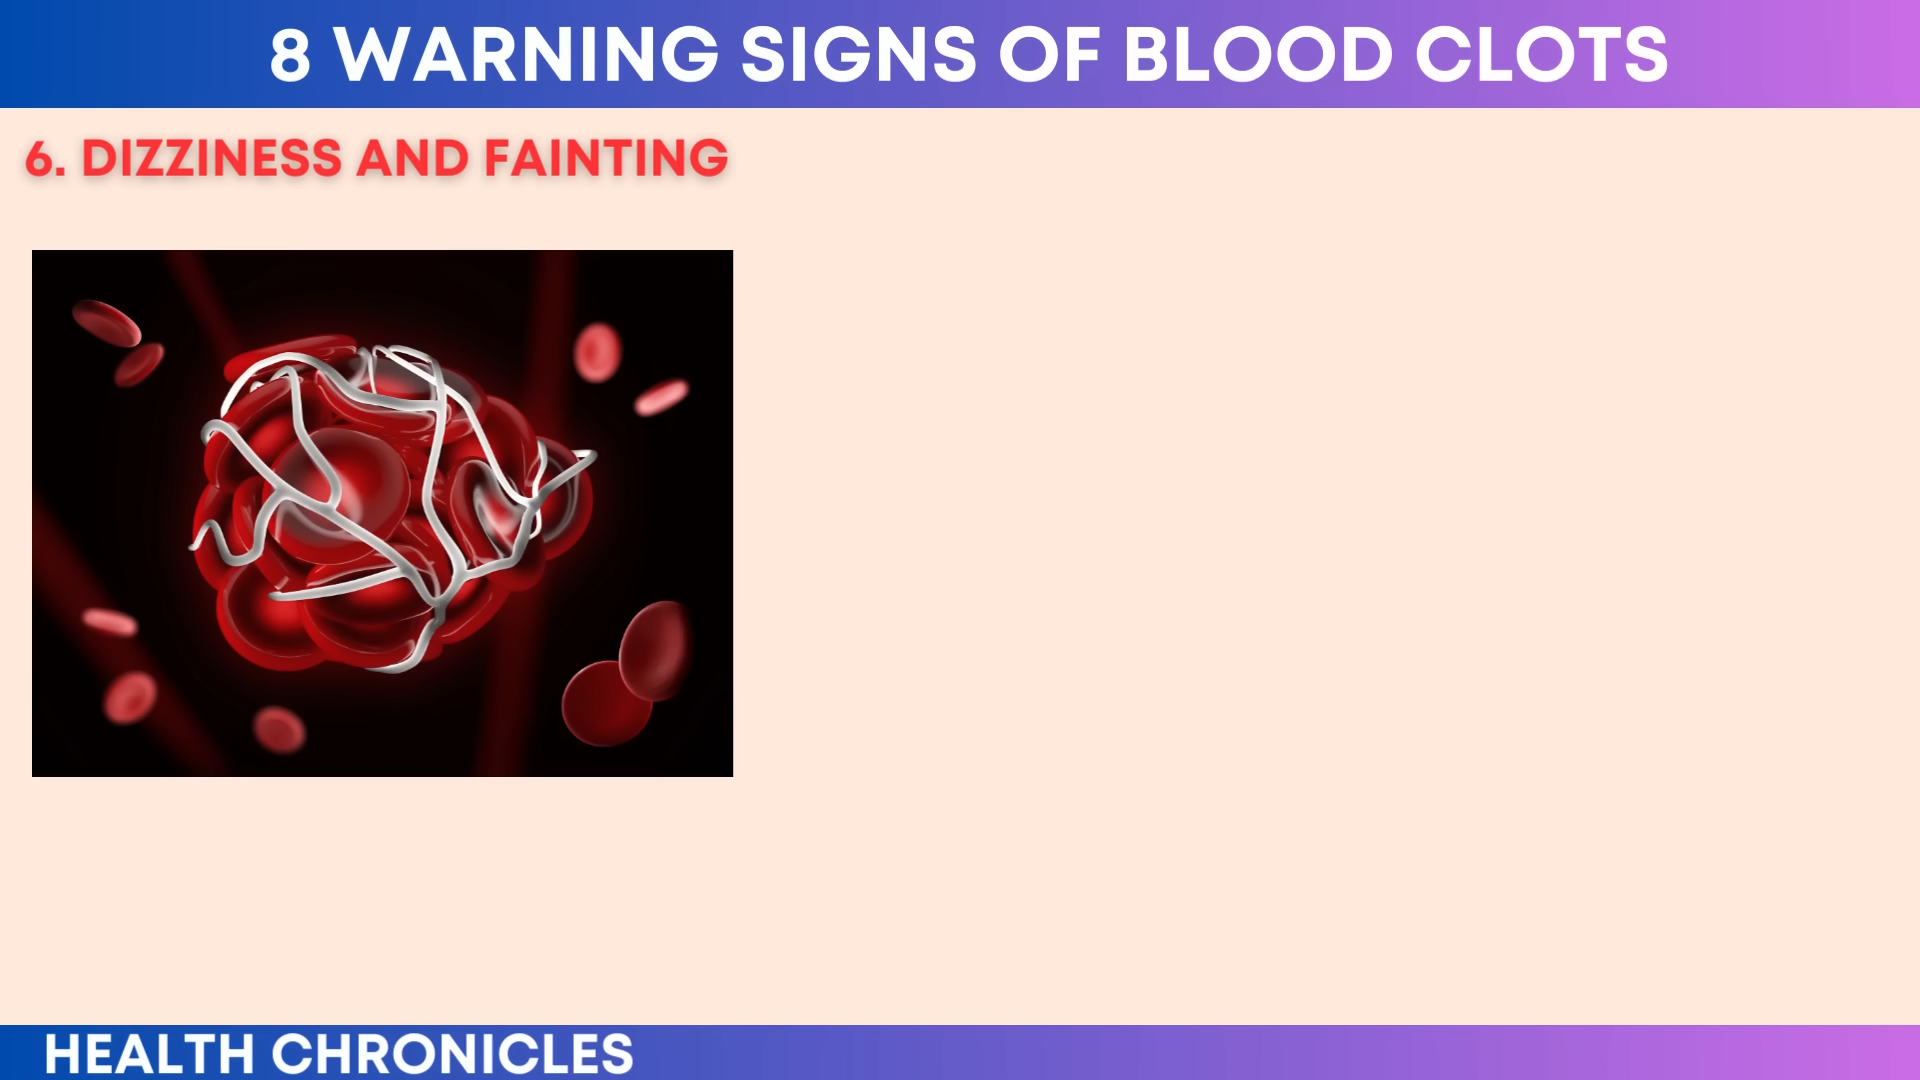 8 WARNING SIGNS OF BLOOD CLOTS
6. DIZZINESS AND FAINTING
HEALTH CHRONICLES